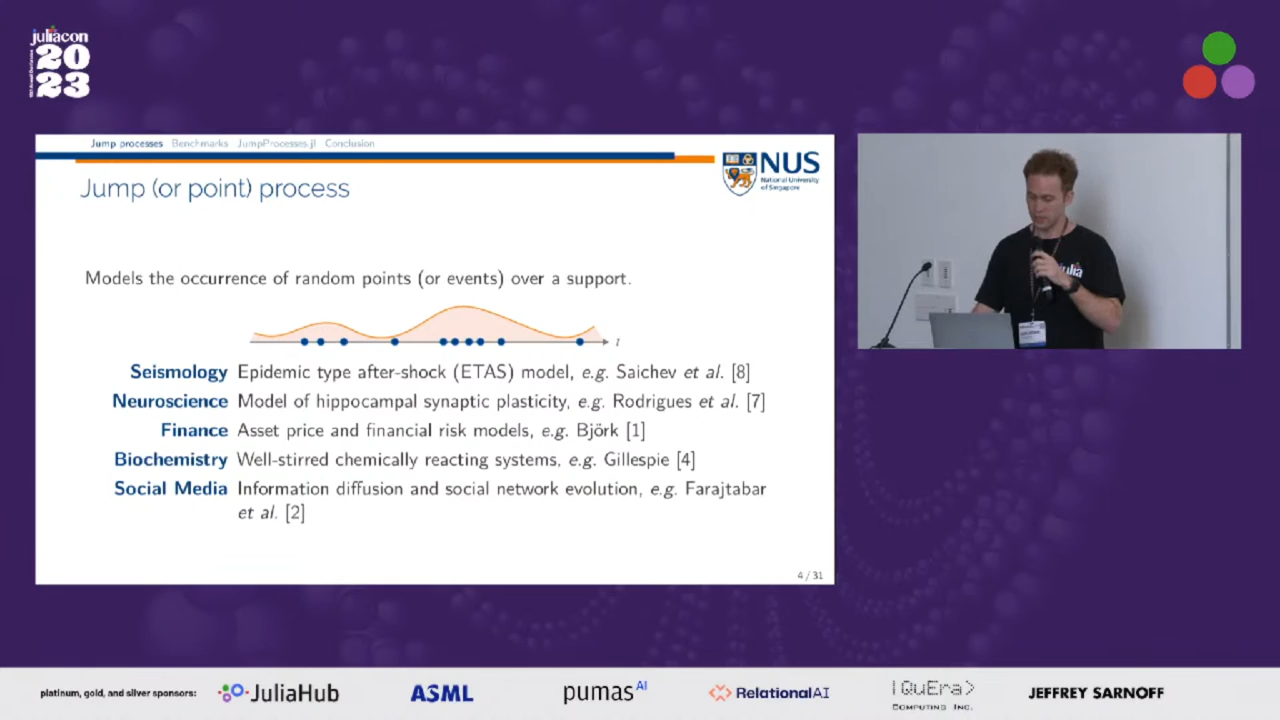 juliacon
20
23
Jump processes Benchmarks JumpProcesses.jl Conclusion
NUS
National University
of Singapore
Jump (or point) process
Models the occurrence of random points (or events) over a support.
t
Seismology Epidemic type after-shock (ETAS) model, e.g. Saichev et al. [8]
Neuroscience Model of hippocampal synaptic plasticity, e.g. Rodrigues et al. [7]
Finance Asset price and financial risk models, e.g. Björk [1]
Biochemistry Well-stirred chemically reacting systems, e.g. Gillespie [4]
Social Media Information diffusion and social network evolution, e.g. Farajtabar
et al. [2]
4 / 31
platinum, gold, and silver sponsors: JuliaHub ASML pumasAI RelationalAI |QuEra> JEFFREY SARNOFF
Computing Inc.